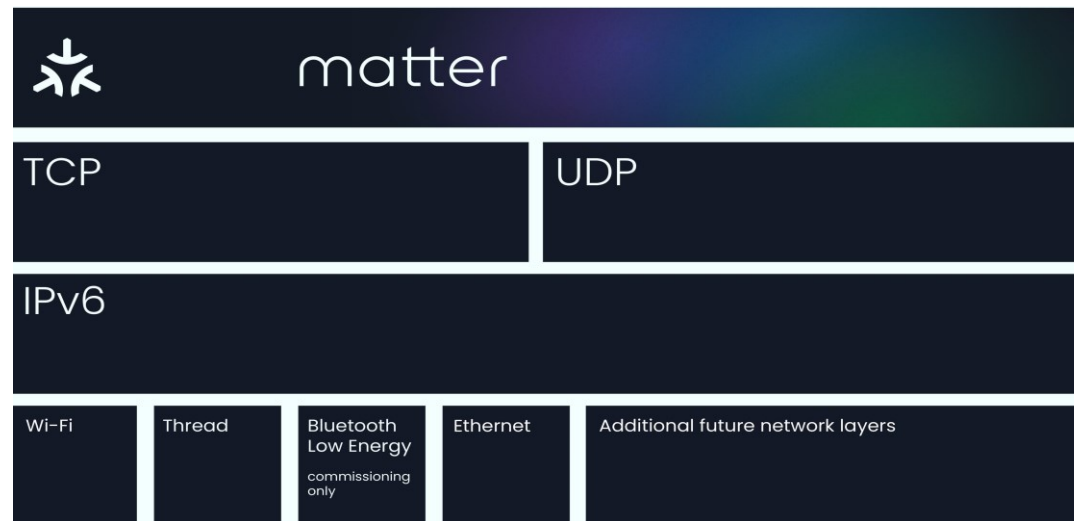 matter
TCP
UDP
IPv6
Wi-Fi
Thread
Bluetooth
Low Energy
commissioning
only
Ethernet
Additional future network layers